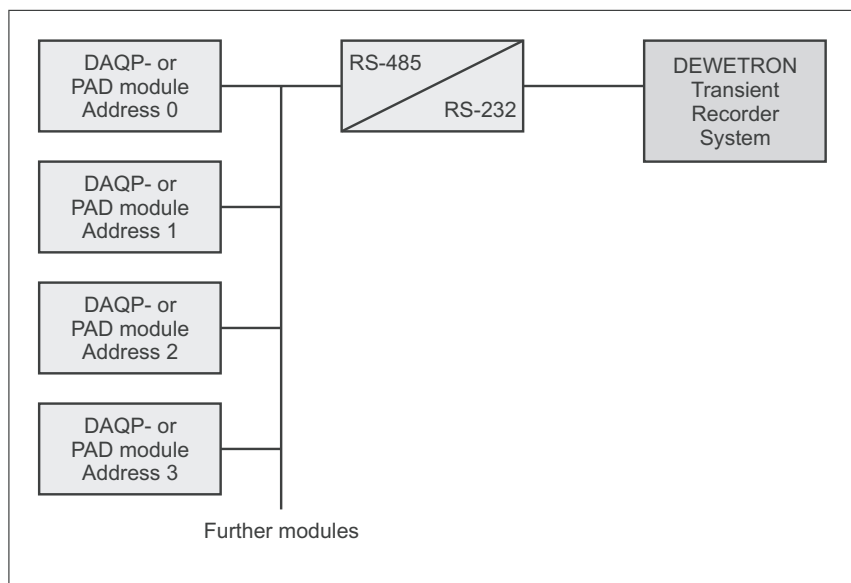 DAQP- or
PAD module
Address 0
RS-485
RS-232
DEWETRON
Transient
Recorder
System
DAQP- or
PAD module
Address 1
DAQP- or
PAD module
Address 2
DAQP- or
PAD module
Address 3
Further modules